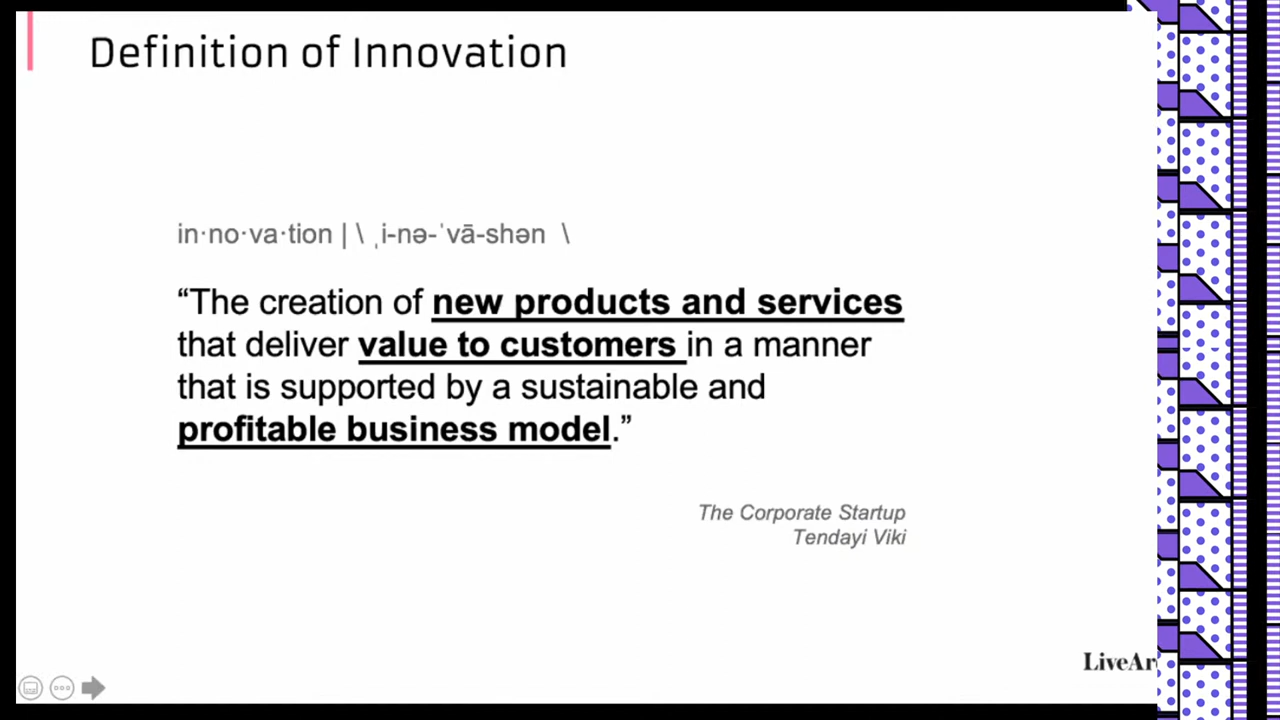 Definition of Innovation
in·no·va·tion | \ ˌi-nə-ˈvā-shən \
“The creation of new products and services
that deliver value to customers in a manner
that is supported by a sustainable and
profitable business model.”
The Corporate Startup
Tendayi Viki
LiveAr